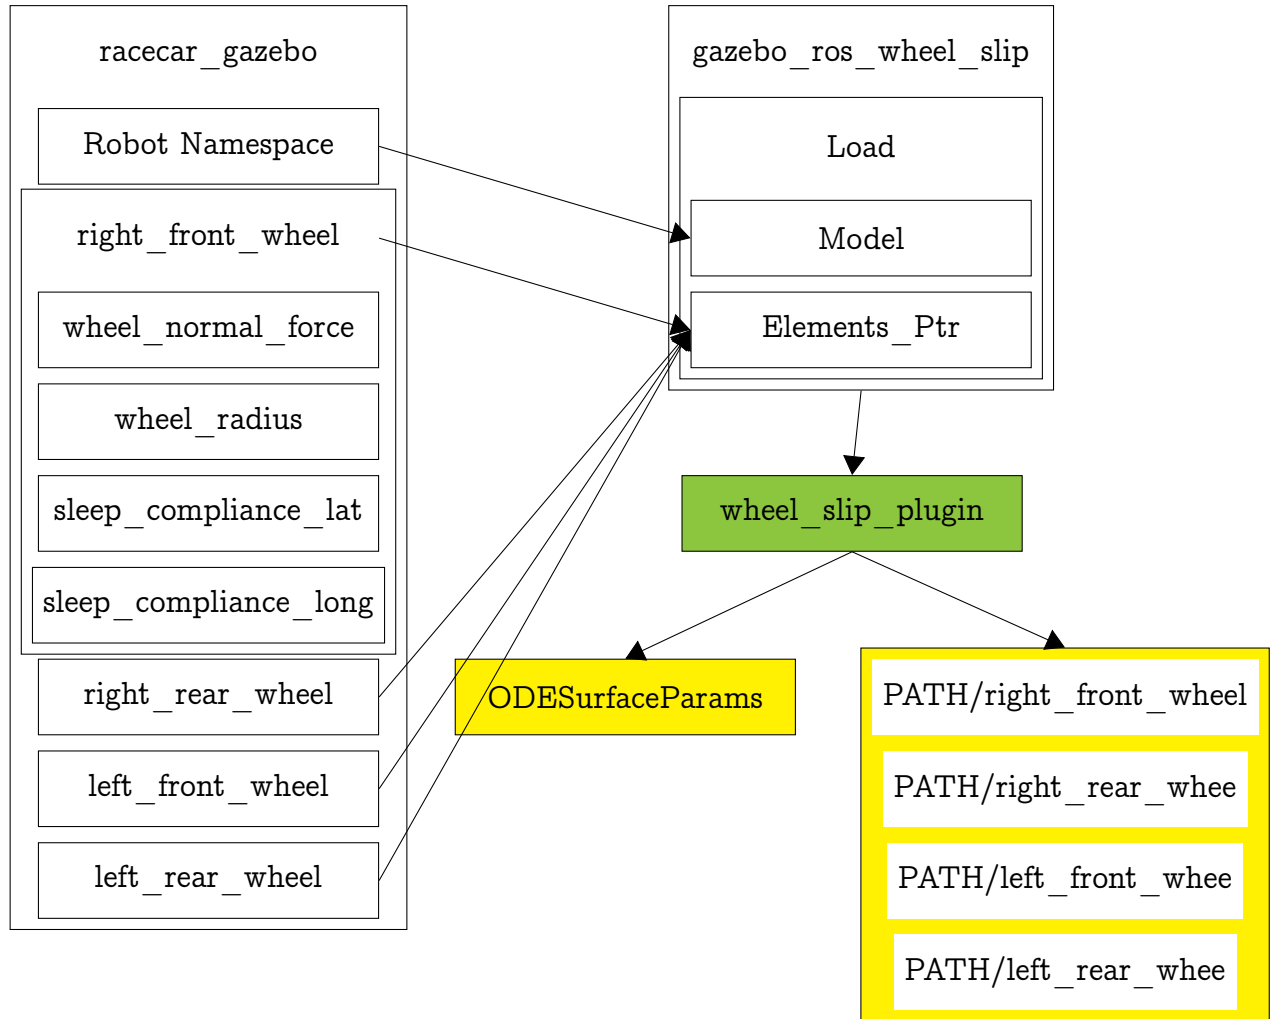 racecar_gazebo
Robot Namespace
right_front_wheel
wheel_normal_force
wheel_radius
sleep_compliance_lat
sleep_compliance_long
right_rear_wheel
left_front_wheel
left_rear_wheel
gazebo_ros_wheel_slip
Load
Model
Elements_Ptr
wheel_slip_plugin
ODESurfaceParams
PATH/right_front_wheel
PATH/right_rear_whee
PATH/left_front_whee
PATH/left_rear_whee